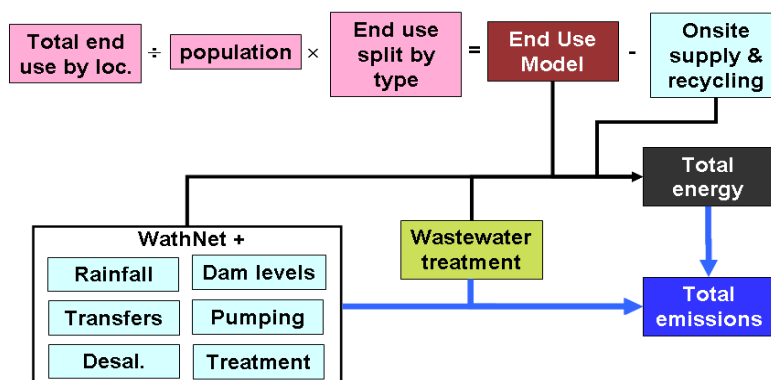 Total end
use by loc.
÷
population
×
End use
split by
type
=
End Use
Model
-
Onsite
supply &
recycling
Total
energy
WathNet +
Rainfall
Dam levels
Transfers
Pumping
Desal.
Treatment
Wastewater
treatment
Total
emissions